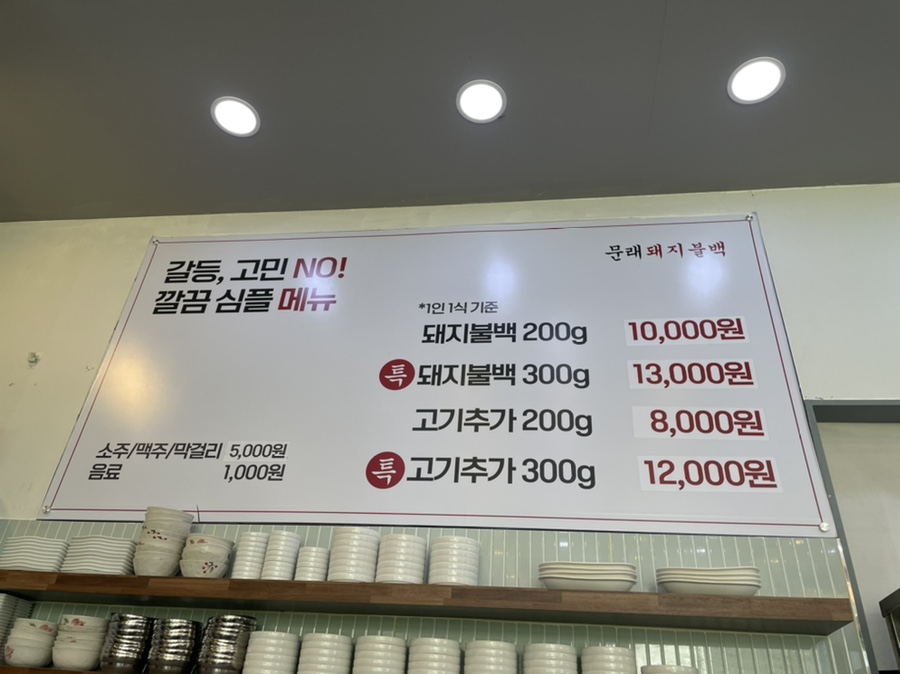 갈등, 고민 NO!
깔끔 심플 메뉴
문래돼지불백
*1인 1식 기준
돼지불백 200g 10,000원
특 돼지불백 300g 13,000원
고기추가 200g 8,000원
특 고기추가 300g 12,000원
소주/맥주/막걸리 5,000원
음료 1,000원